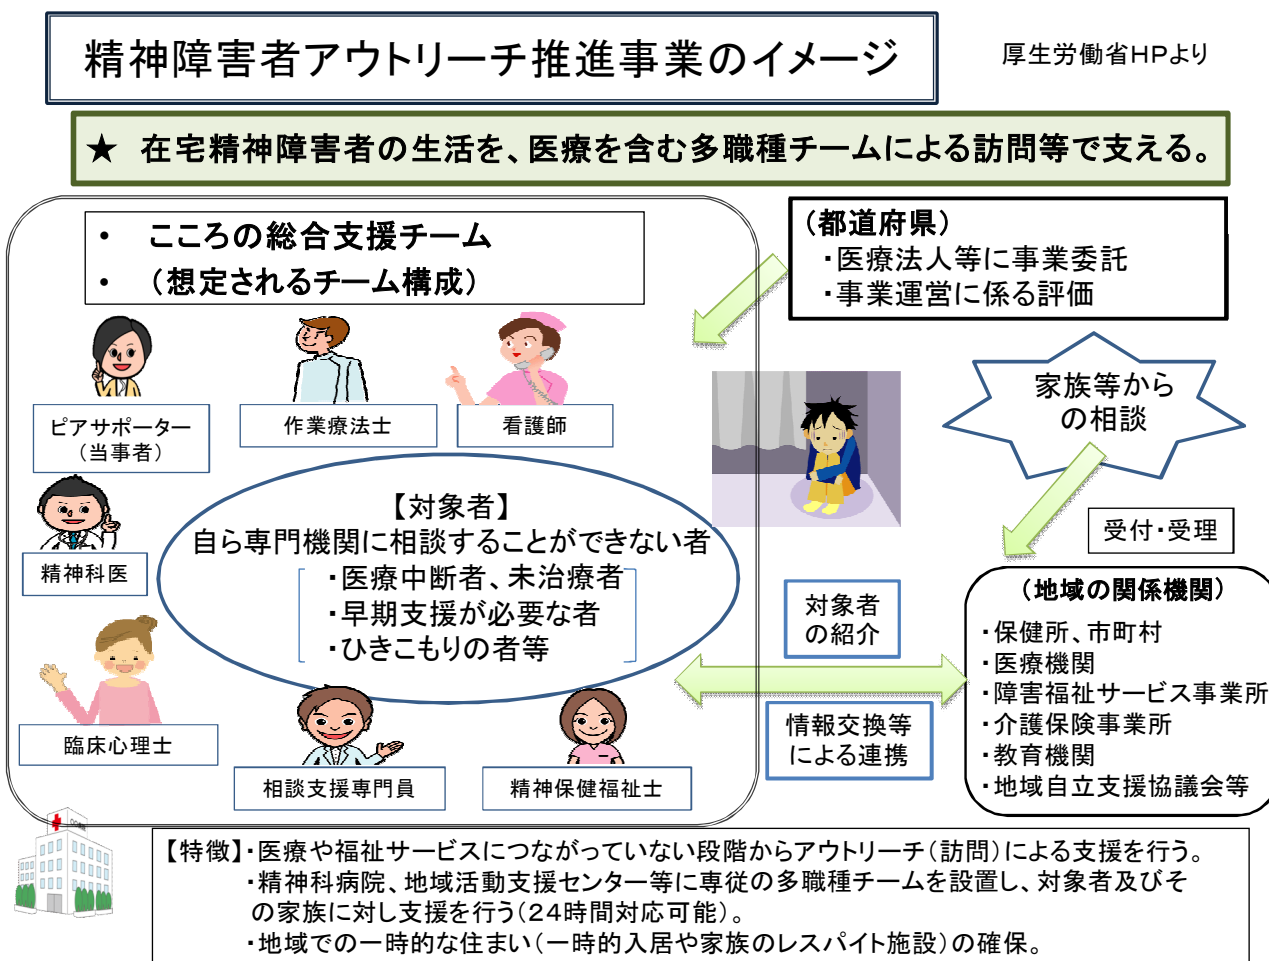 精神障害者アウトリーチ推進事業のイメージ
厚生労働省HPより
★ 在宅精神障害者の生活を、医療を含む多職種チームによる訪問等で支える。
・ こころの総合支援チーム
・ （想定されるチーム構成）
（都道府県）
・医療法人等に事業委託
・事業運営に係る評価
家族等から
の相談
ピアサポーター
（当事者）
作業療法士
看護師
【対象者】
自ら専門機関に相談することができない者
・医療中断者、未治療者
・早期支援が必要な者
・ひきこもりの者等
精神科医
臨床心理士
相談支援専門員
精神保健福祉士
受付・受理
対象者
の紹介
情報交換等
による連携
（地域の関係機関）
・保健所、市町村
・医療機関
・障害福祉サービス事業所
・介護保険事業所
・教育機関
・地域自立支援協議会等
【特徴】・医療や福祉サービスにつながっていない段階からアウトリーチ（訪問）による支援を行う。
・精神科病院、地域活動支援センター等に専従の多職種チームを設置し、対象者及びそ
の家族に対し支援を行う（２４時間対応可能）。
・地域での一時的な住まい（一時的入居や家族のレスパイト施設）の確保。